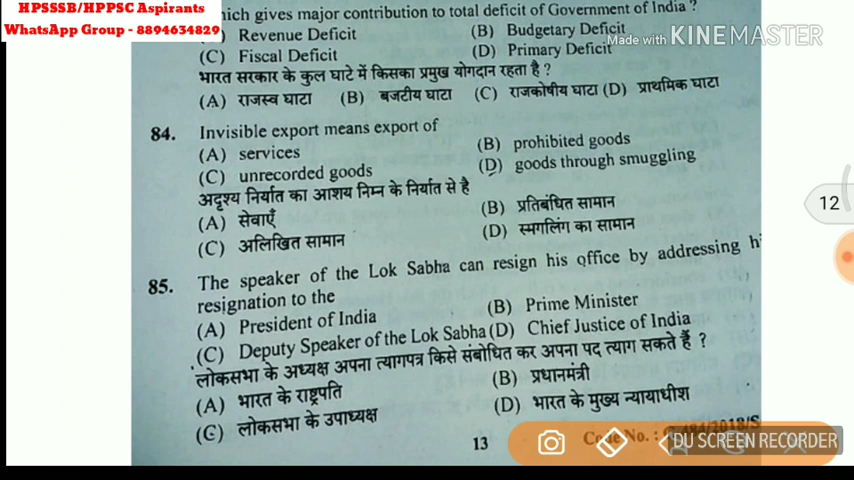 HPSSSB/HPPSC Aspirants
WhatsApp Group - 8894634829
Made with KINEMASTER
which gives major contribution to total deficit of Government of India ?
Revenue Deficit (B) Budgetary Deficit
(C) Fiscal Deficit (D) Primary Deficit
भारत सरकार के कुल घाटे में किसका प्रमुख योगदान रहता है ?
(A) राजस्व घाटा (B) बजटीय घाटा (C) राजकोषीय घाटा (D) प्राथमिक घाटा
84. Invisible export means export of
(A) services (B) prohibited goods
(C) unrecorded goods (D) goods through smuggling
अदृश्य निर्यात का आशय निम्न के निर्यात से है
(A) सेवाएँ (B) प्रतिबंधित सामान
(C) अलिखित सामान (D) स्मगलिंग का सामान
12
85. The speaker of the Lok Sabha can resign his office by addressing
resignation to the
(A) President of India (B) Prime Minister
(C) Deputy Speaker of the Lok Sabha (D) Chief Justice of India
लोकसभा के अध्यक्ष अपना त्यागपत्र किसे संबोधित कर अपना पद त्याग सकते हैं ?
(A) भारत के राष्ट्रपति (B) प्रधानमंत्री
(C) लोकसभा के उपाध्यक्ष (D) भारत के मुख्य न्यायाधीश
13 Code No. :
DU SCREEN RECORDER